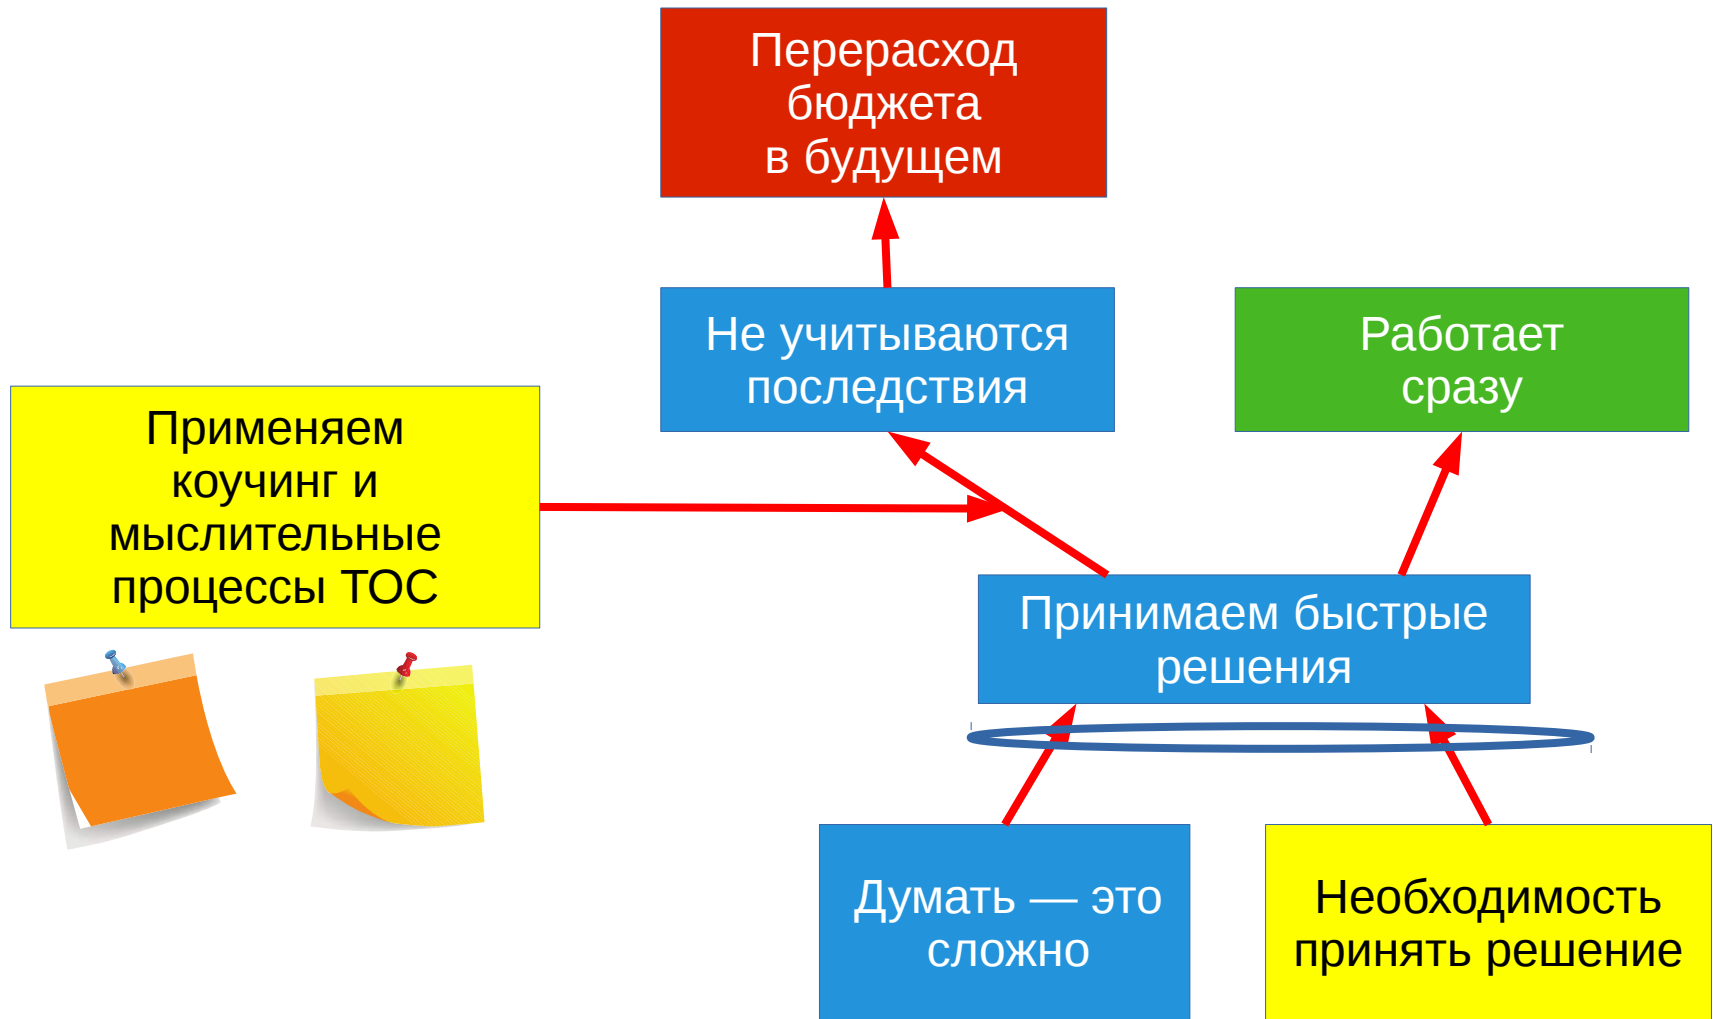 Перерасход
бюджета
в будущем
Не учитываются
последствия
Работает
сразу
Применяем
коучинг и
мыслительные
процессы ТОС
Принимаем быстрые
решения
Думать — это
сложно
Необходимость
принять решение